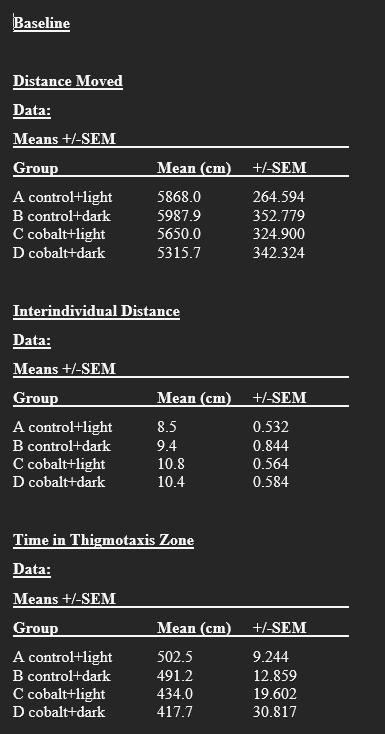 Baseline
Distance Moved
Data:
Means +/-SEM
Group Mean (cm) +/-SEM
A control+light 5868.0 264.594
B control+dark 5987.9 352.779
C cobalt+light 5650.0 324.900
D cobalt+dark 5315.7 342.324
Interindividual Distance
Data:
Means +/-SEM
Group Mean (cm) +/-SEM
A control+light 8.5 0.532
B control+dark 9.4 0.844
C cobalt+light 10.8 0.564
D cobalt+dark 10.4 0.584
Time in Thigmotaxis Zone
Data:
Means +/-SEM
Group Mean (cm) +/-SEM
A control+light 502.5 9.244
B control+dark 491.2 12.859
C cobalt+light 434.0 19.602
D cobalt+dark 417.7 30.817